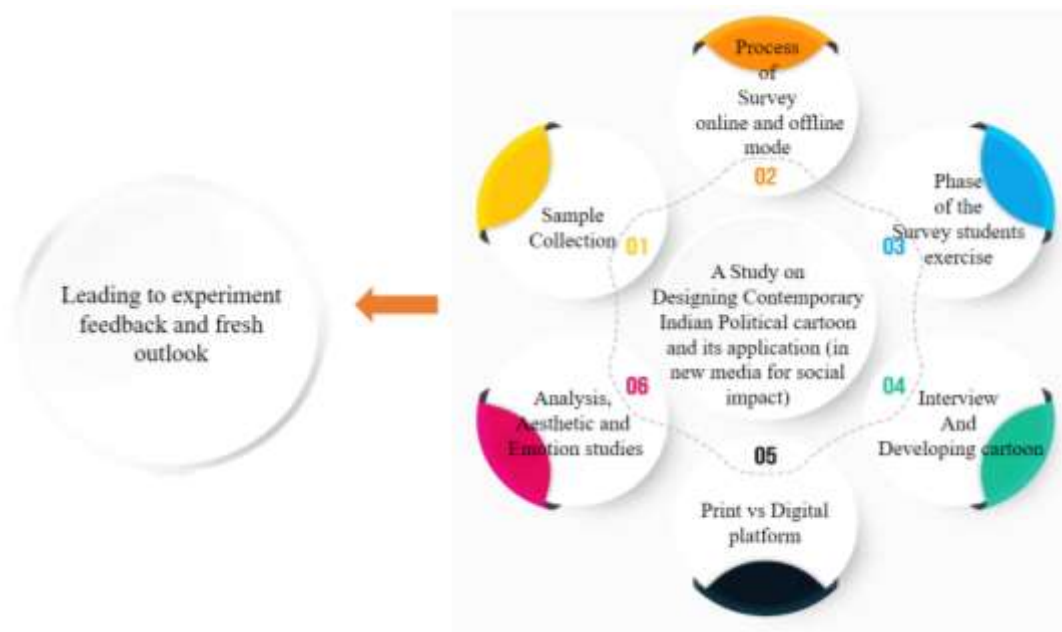 Leading to experiment
feedback and fresh
outlook
Process
of
Survey
online and offline
mode
02
Sample
Collection
01
Phase
of the
Survey students
exercise
03
A Study on
Designing Contemporary
Indian Political cartoon
and its application (in
new media for social
impact)
04
Interview
And
Developing cartoon
05
Print vs Digital
platform
06
Analysis,
Aesthetic and
Emotion studies